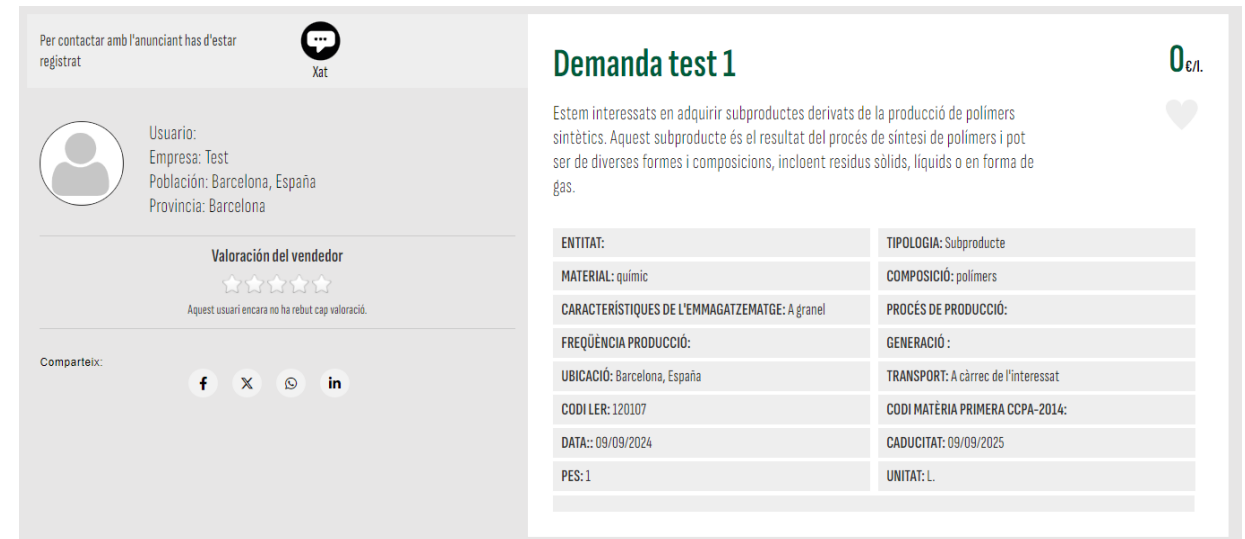 Per contactar amb l'anunciant has d'estar
registrat
Xat
Usuario:
Empresa: Test
Población: Barcelona, España
Provincia: Barcelona
Valoración del vendedor
Aquest usuari encara no ha rebut cap valoració.
Comparteix:
Demanda test 1
0€/l.
Estem interessats en adquirir subproductes derivats de la producció de polímers
sintètics. Aquest subproducte és el resultat del procés de síntesi de polímers i pot
ser de diverses formes i composicions, incloent residus sòlids, líquids o en forma de
gas.
ENTITAT:
TIPOLOGIA: Subproducte
MATERIAL: químic
COMPOSICIÓ: polímers
CARACTERÍSTIQUES DE L'EMMAGATZEMATGE: A granel
PROCÉS DE PRODUCCIÓ:
FREQÜÈNCIA PRODUCCIÓ:
GENERACIÓ :
UBICACIÓ: Barcelona, España
TRANSPORT: A càrrec de l'interessat
CODI LER: 120107
CODI MATÈRIA PRIMERA CCPA-2014:
DATA:: 09/09/2024
CADUCITAT: 09/09/2025
PES: 1
UNITAT: L.